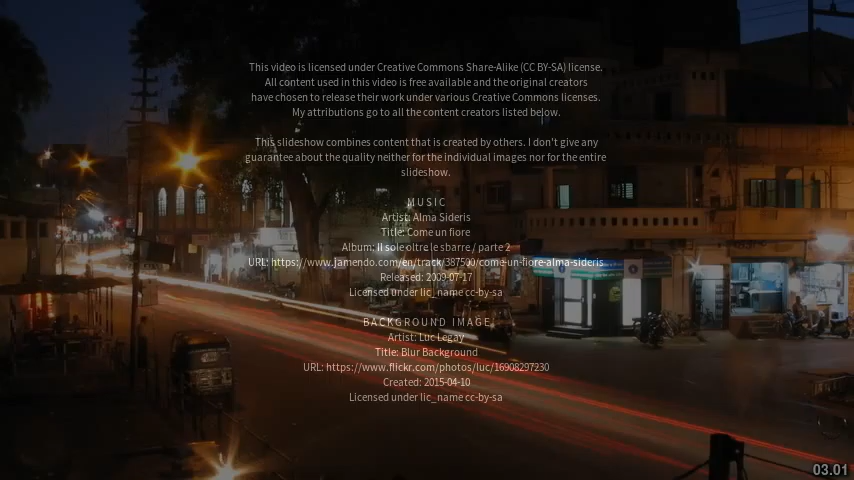 This video is licensed under Creative Commons Share-Alike (CC BY-SA) license.
All content used in this video is free available and the original creators
have chosen to release their work under various Creative Commons licenses.
My attributions go to all the content creators listed below.
This slideshow combines content that is created by others. I don't give any
guarantee about the quality neither for the individual images nor for the entire
slideshow.
MUSIC
Artist: Alma Sideris
Title: Come un fiore
Album: Il sole oltre le sbarre / parte 2
URL: https://www.jamendo.com/en/track/387500/come-un-fiore-alma-sideris
Released: 2009-07-17
Licensed under lic_name cc-by-sa
BACKGROUND IMAGE
Artist: Luc Legay
Title: Blur Background
URL: https://www.flickr.com/photos/luc/16908297230
Created: 2015-04-10
Licensed under lic_name cc-by-sa
03.01